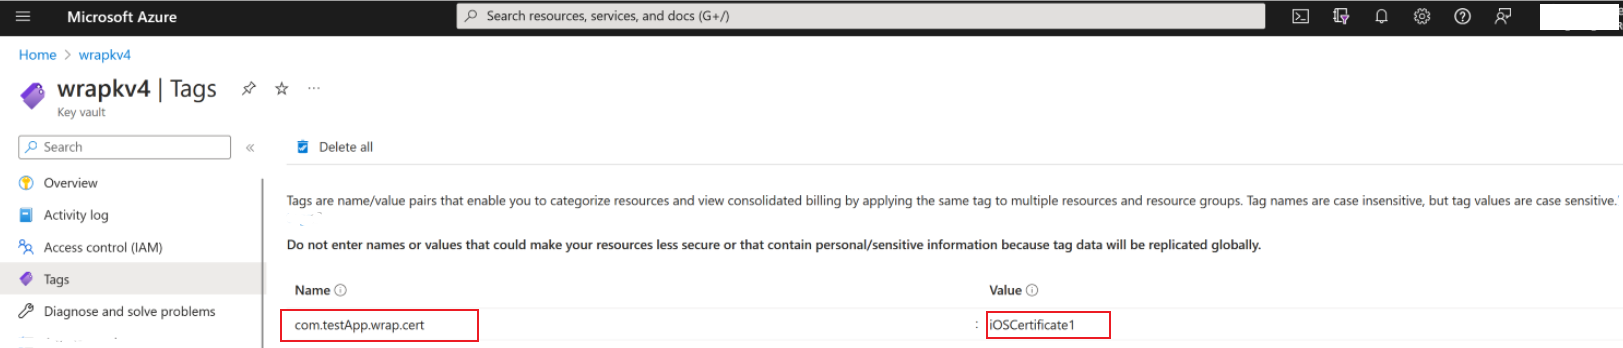 Microsoft Azure
Search resources, services, and docs (G+/)
Home > wrapkv4
wrapkv4 | Tags
Key vault
Search
Delete all
Overview
Activity log
Access control (IAM)
Tags
Diagnose and solve problems
Tags are name/value pairs that enable you to categorize resources and view consolidated billing by applying the same tag to multiple resources and resource groups. Tag names are case insensitive, but tag values are case sensitive.
Do not enter names or values that could make your resources less secure or that contain personal/sensitive information because tag data will be replicated globally.
Name Value
com.testApp.wrap.cert : iOSCertificate1